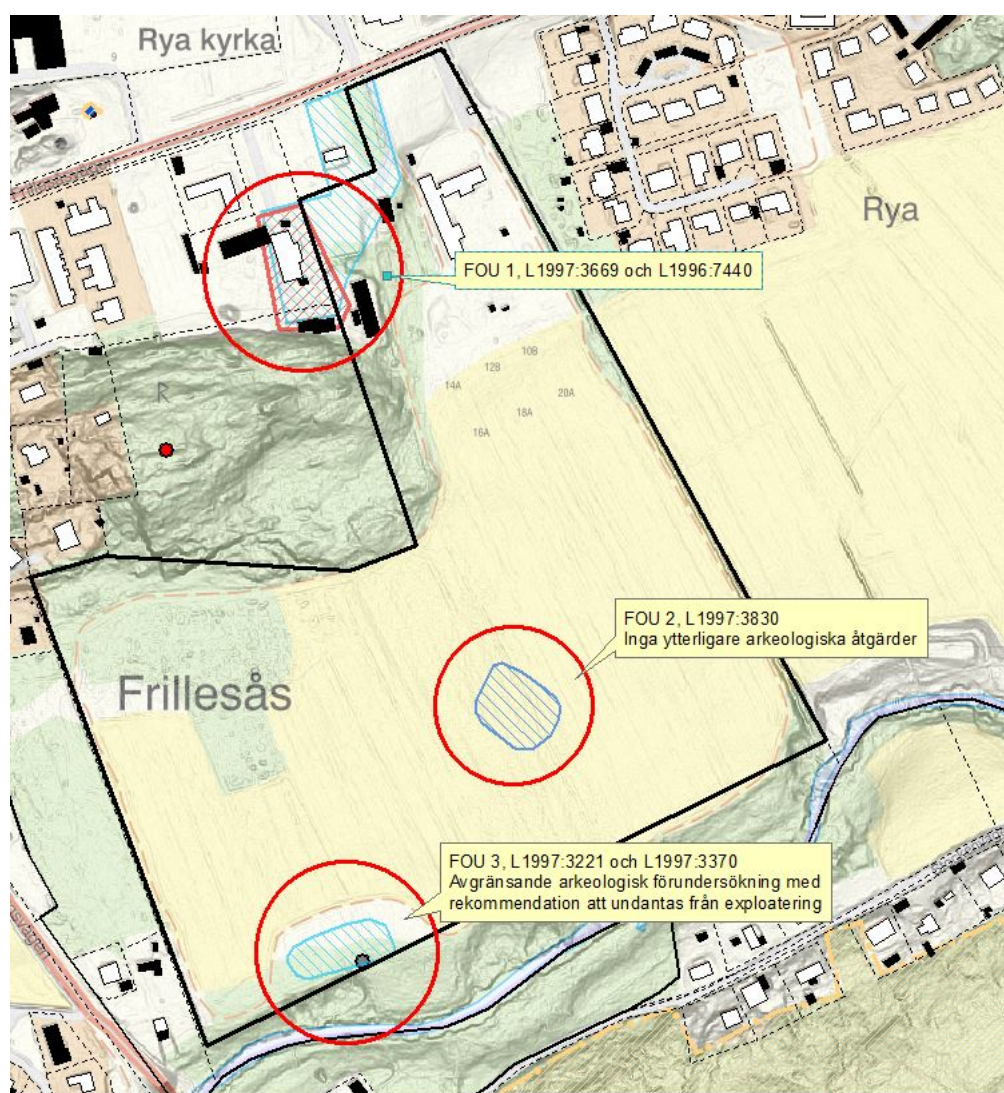 Rya kyrka
9
Rya
FOU 1, L1997:3669 och L1996:7440
10B
12B
14A
20A
18A
16A
R
FOU 2, L1997:3830
Inga ytterligare arkeologiska åtgärder
Frillesås
FOU 3, L1997:3221 och L1997:3370
Avgränsande arkeologisk förundersökning med
rekommendation att undantas från exploatering